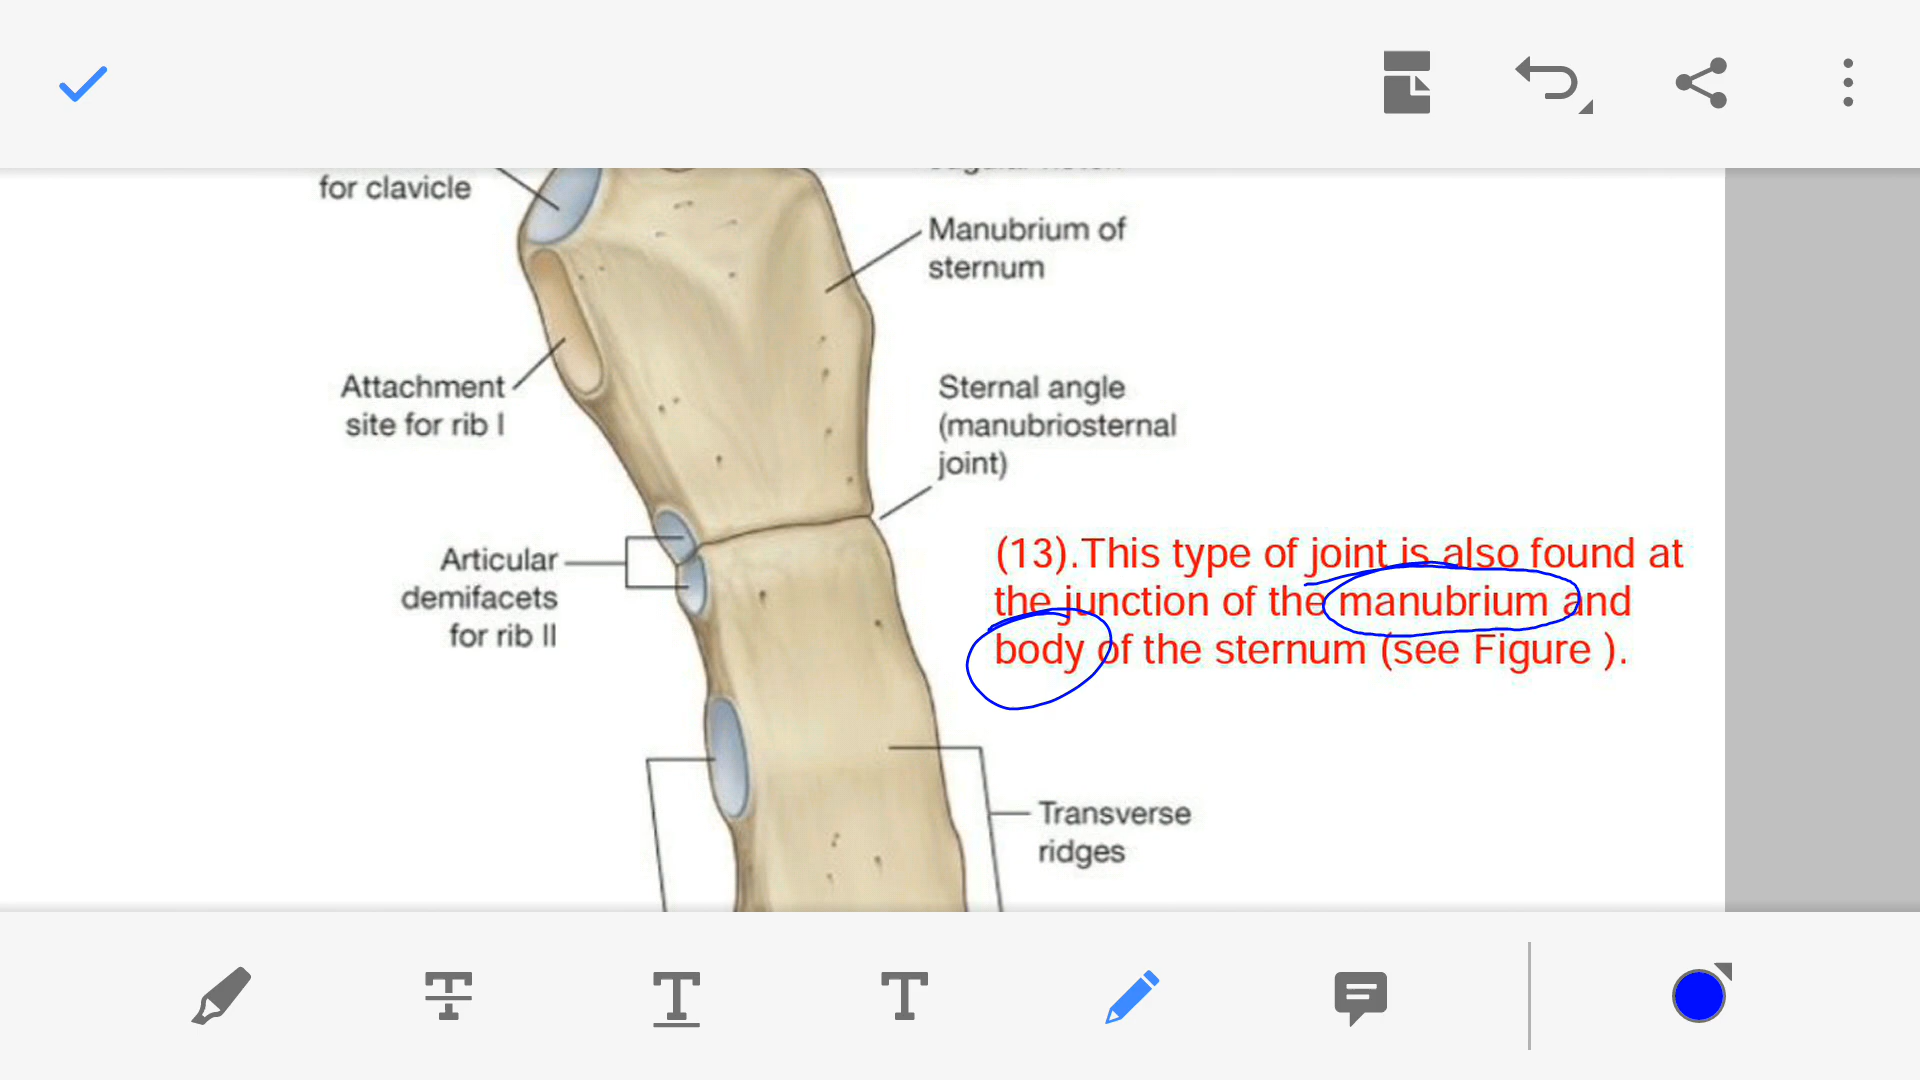 for clavicle
Manubrium of
sternum
Attachment
site for rib I
Sternal angle
(manubriosternal
joint)
Articular
demifacets
for rib II
(13).This type of joint is also found at
the junction of the manubrium and
body of the sternum (see Figure ).
Transverse
ridges